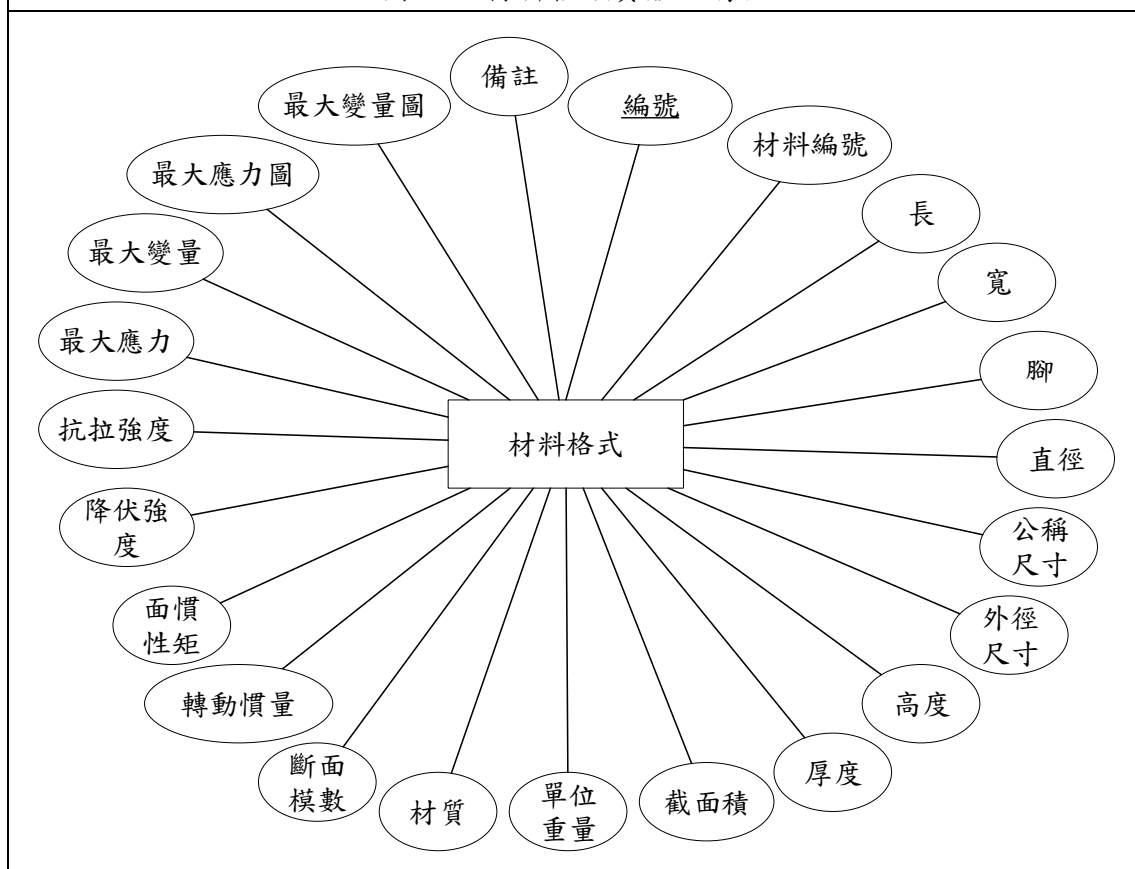 備註
編號
最大變量圖
材料編號
最大應力圖
長
最大變量
寬
最大應力
腳
抗拉強度
材料格式
直徑
降伏強
度
公稱
尺寸
面慣
性矩
外徑
尺寸
轉動慣量
高度
斷面
模數
厚度
材質
單位
重量
截面積